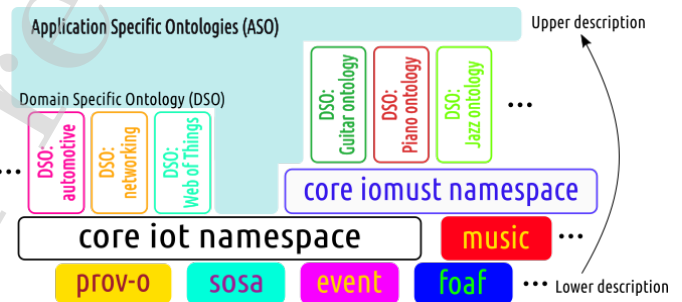 Application Specific Ontologies (ASO)
Upper description
DSO:
Guitar ontology
DSO:
Piano ontology
DSO:
Jazz ontology
...
Domain Specific Ontology (DSO)
...
DSO:
automotive
DSO:
networking
DSO:
Web of Things
core iomust namespace
core iot namespace
music
...
prov-o
sosa
event
foaf
... Lower description